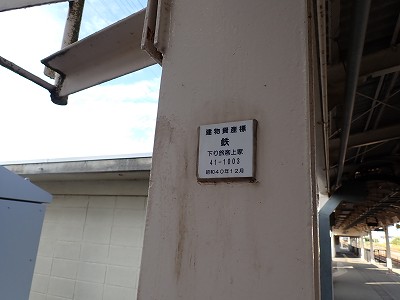 建物資産標
鉄
下り旅客上家
41-1003
昭和40年12月